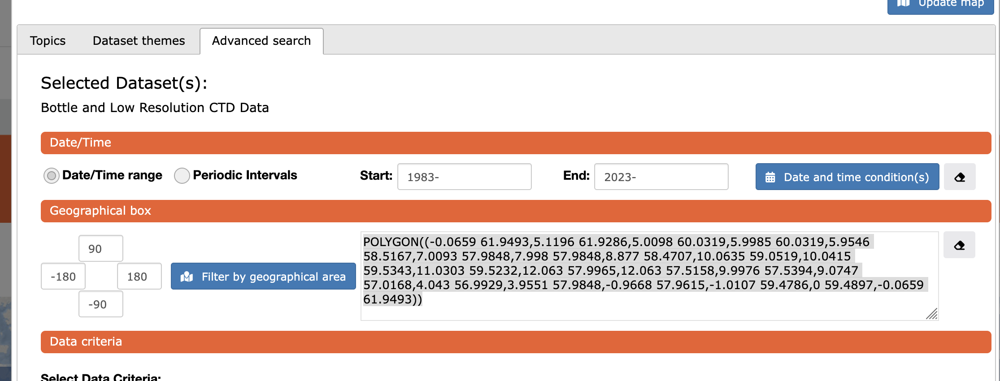 Update map
Topics Dataset themes Advanced search
Selected Dataset(s):
Bottle and Low Resolution CTD Data
Date/Time
Date/Time range Periodic Intervals Start: 1983- End: 2023- Date and time condition(s)
Geographical box
90
-180 180
-90
Filter by geographical area
POLYGON((-0.0659 61.9493,5.1196 61.9286,5.0098 60.0319,5.9985 60.0319,5.9546
58.5167,7.0093 57.9848,7.998 57.9848,8.877 58.4707,10.0635 59.0519,10.0415
59.5343,11.0303 59.5232,12.063 57.9965,12.063 57.5158,9.9976 57.5394,9.0747
57.0168,4.043 56.9929,3.9551 57.9848,-0.9668 57.9615,-1.0107 59.4786,0 59.4897,-0.0659
61.9493))
Data criteria
Select Data Criteria: